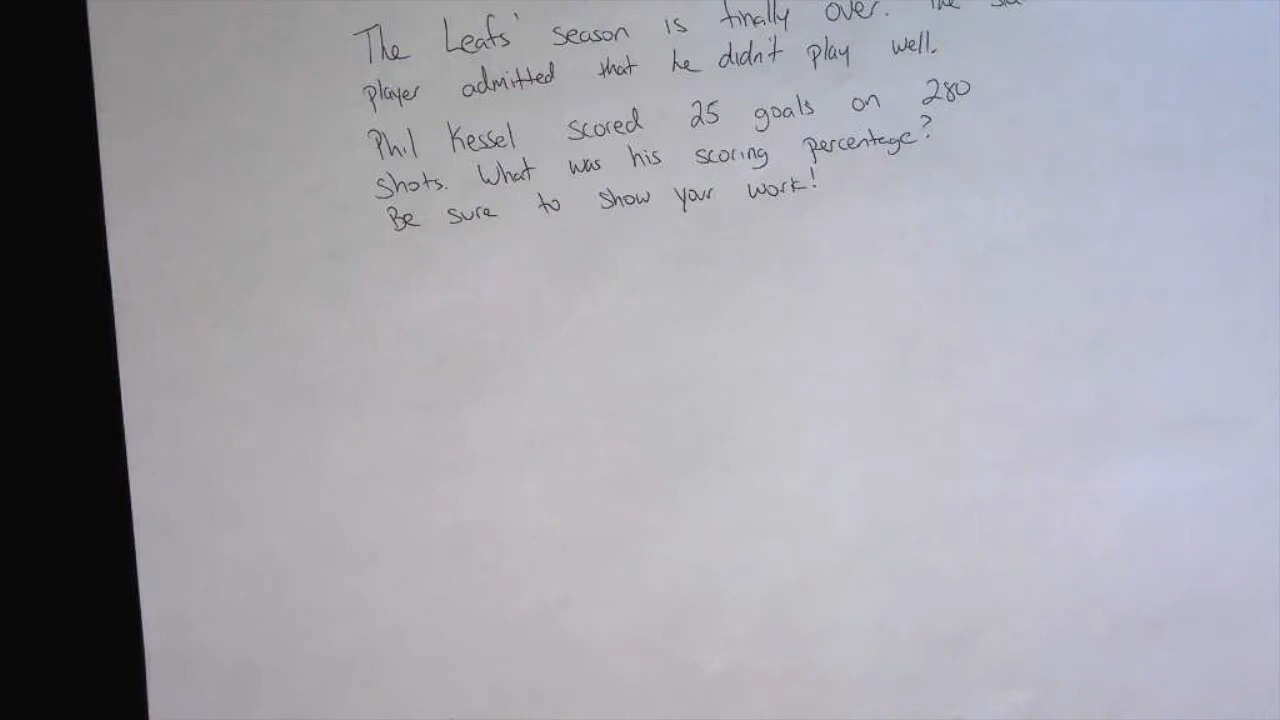 The Leafs' season is finally over. The
player admitted that he didn't play well.
Phil Kessel scored 25 goals on 280
shots. What was his scoring percentage?
Be sure to show your work!